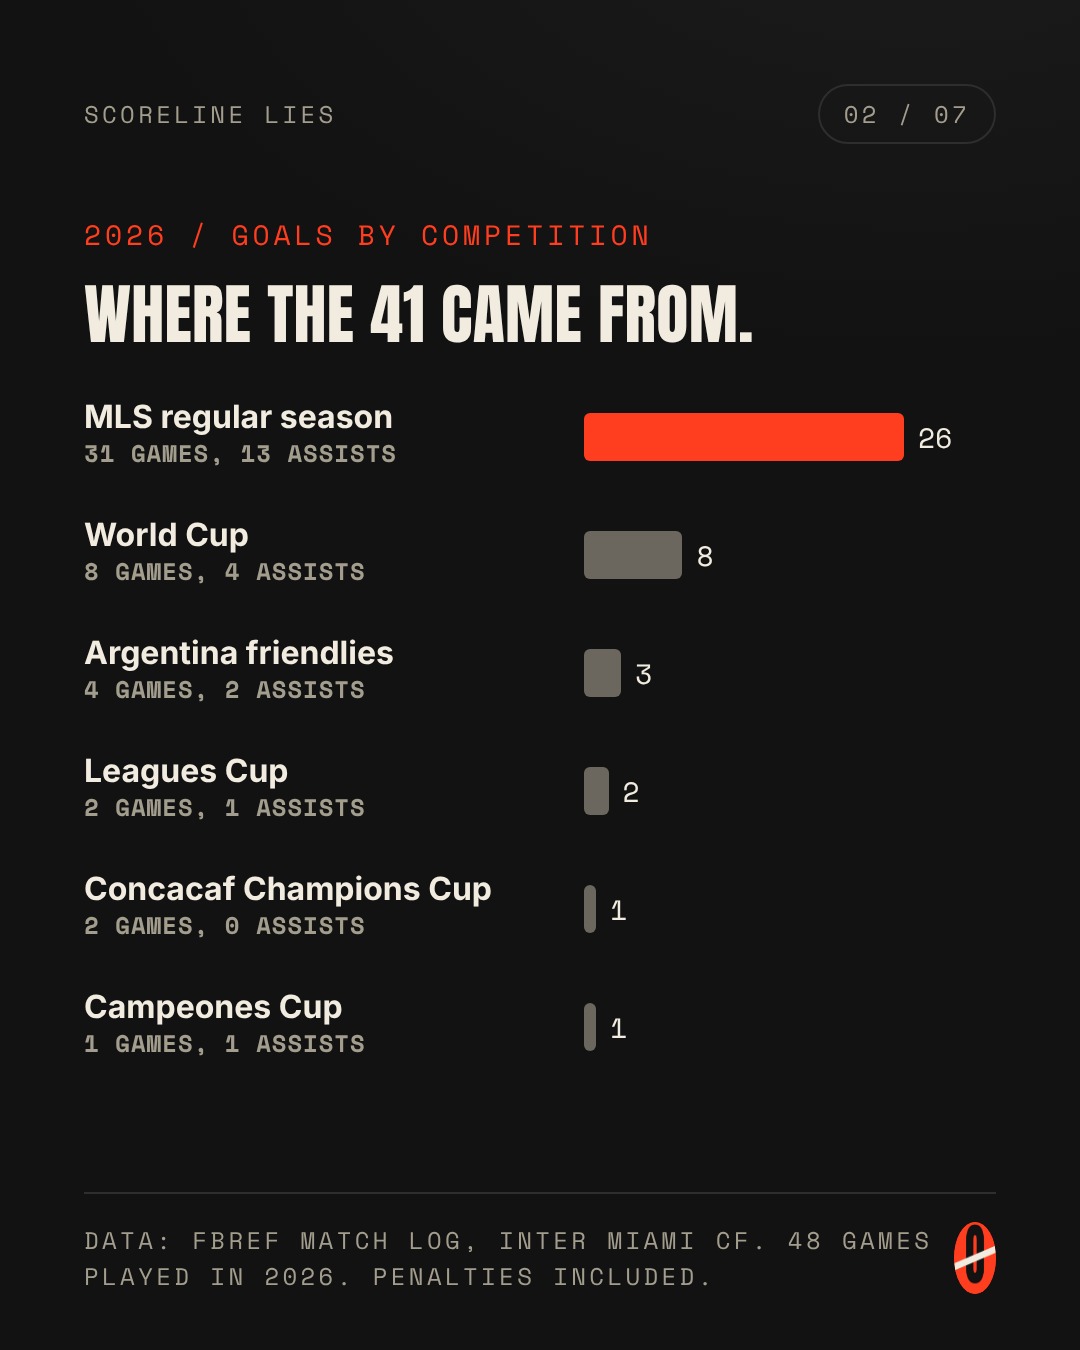 SCORELINE LIES
02 / 07
2026 / GOALS BY COMPETITION
WHERE THE 41 CAME FROM.
MLS regular season
31 GAMES, 13 ASSISTS
26
World Cup
8 GAMES, 4 ASSISTS
8
Argentina friendlies
4 GAMES, 2 ASSISTS
3
Leagues Cup
2 GAMES, 1 ASSISTS
2
Concacaf Champions Cup
2 GAMES, 0 ASSISTS
1
Campeones Cup
1 GAMES, 1 ASSISTS
1
DATA: FBREF MATCH LOG, INTER MIAMI CF. 48 GAMES
PLAYED IN 2026. PENALTIES INCLUDED.
0